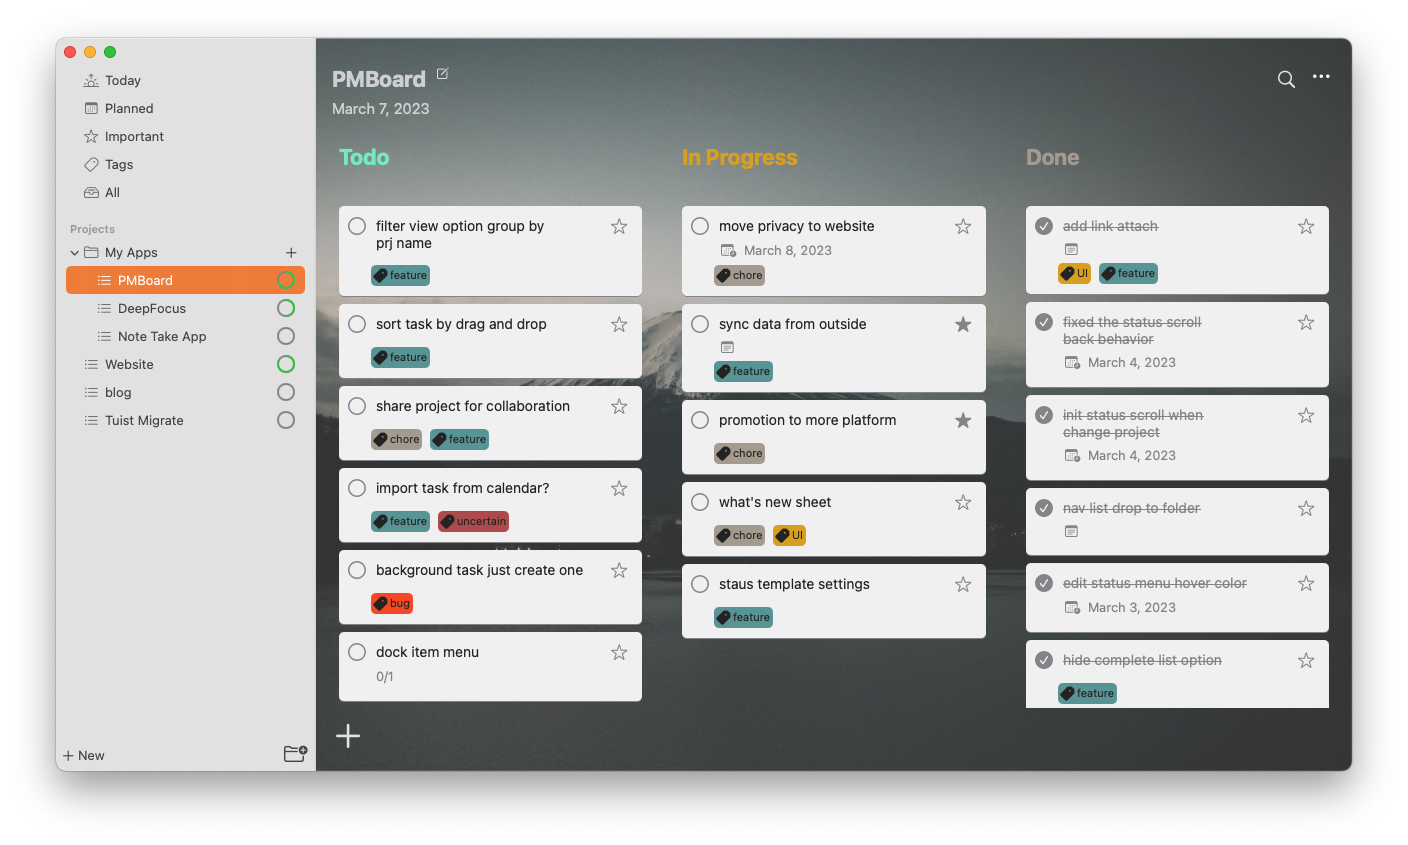 Today
Planned
Important
Tags
All
Projects
My Apps
PMBoard
DeepFocus
Note Take App
Website
blog
Tuist Migrate
New
PMBoard
March 7, 2023
Todo
filter view option group by
prj name
feature
sort task by drag and drop
feature
share project for collaboration
chore feature
import task from calendar?
feature uncertain
background task just create one
bug
dock item menu
0/1
In Progress
move privacy to website
March 8, 2023
chore
sync data from outside
feature
promotion to more platform
chore
what's new sheet
chore UI
staus template settings
feature
Done
add link attach
UI feature
fixed the status scroll
back behavior
March 4, 2023
init status scroll when
change project
March 4, 2023
nav list drop to folder
edit status menu hover color
March 3, 2023
hide complete list option
feature